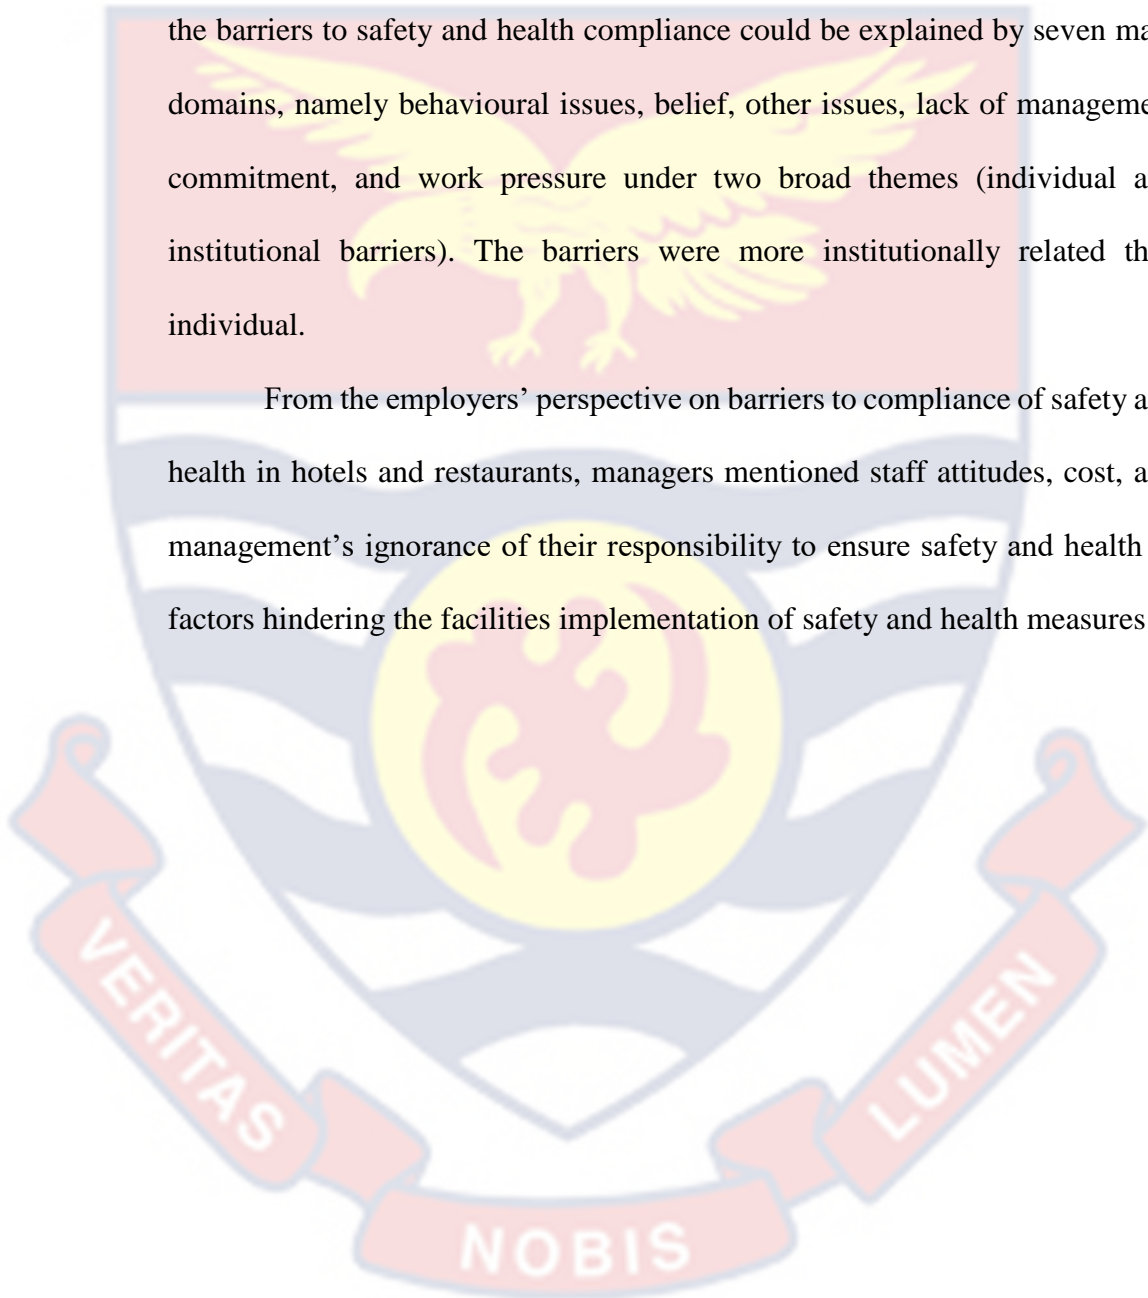 the barriers to safety and health compliance could be explained by seven ma
domains, namely behavioural issues, belief, other issues, lack of manageme
commitment, and work pressure under two broad themes (individual a
institutional barriers). The barriers were more institutionally related th
individual.
From the employers’ perspective on barriers to compliance of safety a
health in hotels and restaurants, managers mentioned staff attitudes, cost, a
management’s ignorance of their responsibility to ensure safety and health
factors hindering the facilities implementation of safety and health measures
VERITAS
NOBIS
LUMEN